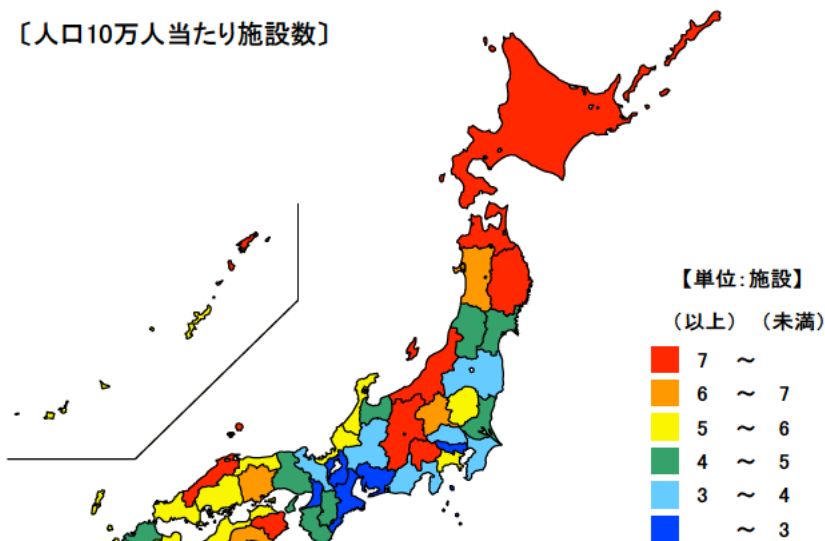 〔人口10万人当たり施設数〕
【単位:施設】
(以上) (未満)
7 ～
6 ～ 7
5 ～ 6
4 ～ 5
3 ～ 4
～ 3